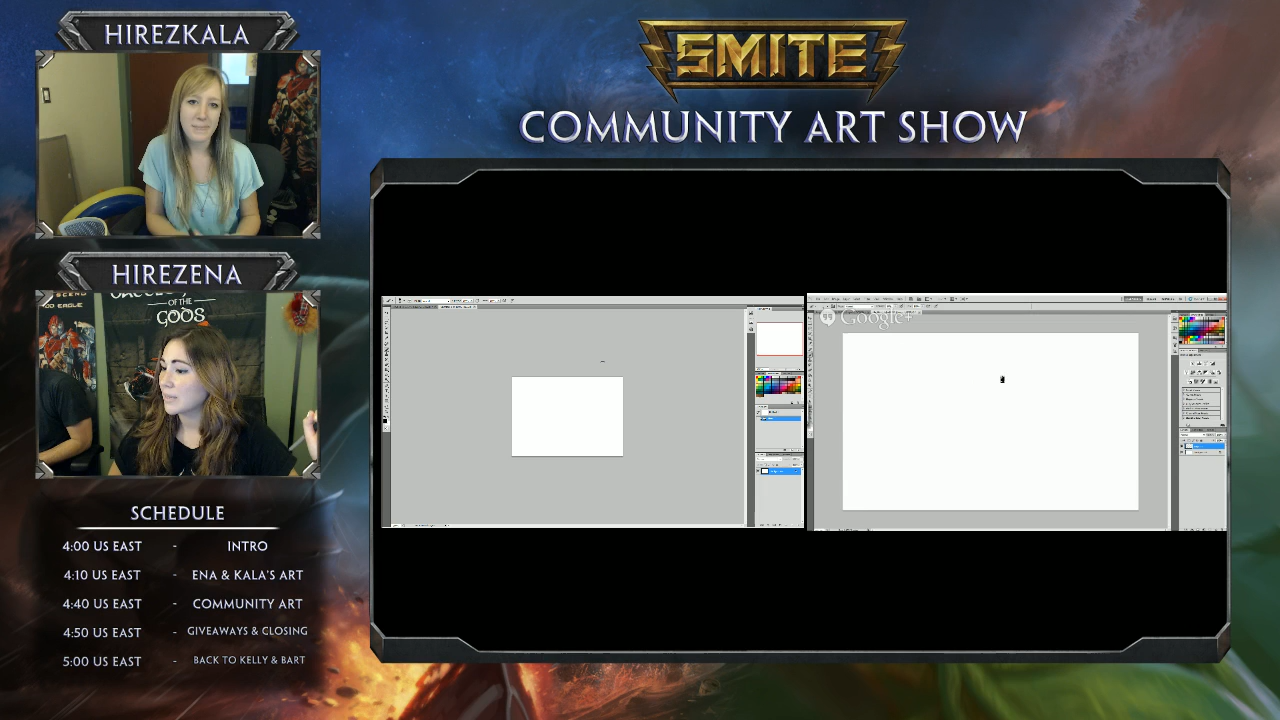 HIREZKALA
SMITE
COMMUNITY ART SHOW
HIREZENA
OF THE
GODS
Google+
SCHEDULE
4:00 US EAST - INTRO
4:10 US EAST - ENA & KALA'S ART
4:40 US EAST - COMMUNITY ART
4:50 US EAST - GIVEAWAYS & CLOSING
5:00 US EAST - BACK TO KELLY & BART